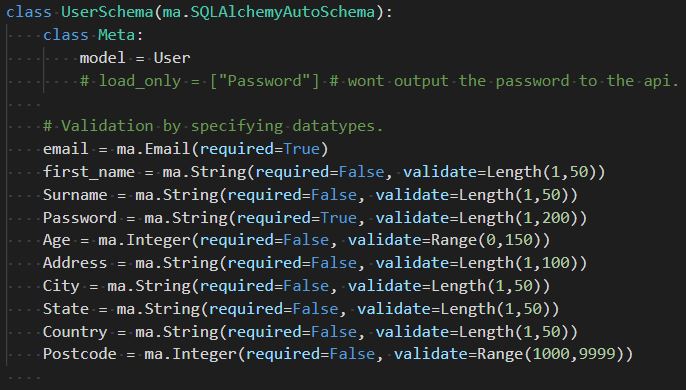 class UserSchema(ma.SQLAlchemyAutoSchema):
    class Meta:
        model = User
        # load_only = ["Password"] # wont output the password to the api.

    # Validation by specifying datatypes.
    email = ma.Email(required=True)
    first_name = ma.String(required=False, validate=Length(1,50))
    Surname = ma.String(required=False, validate=Length(1,50))
    Password = ma.String(required=True, validate=Length(1,200))
    Age = ma.Integer(required=False, validate=Range(0,150))
    Address = ma.String(required=False, validate=Length(1,100))
    City = ma.String(required=False, validate=Length(1,50))
    State = ma.String(required=False, validate=Length(1,50))
    Country = ma.String(required=False, validate=Length(1,50))
    Postcode = ma.Integer(required=False, validate=Range(1000,9999))